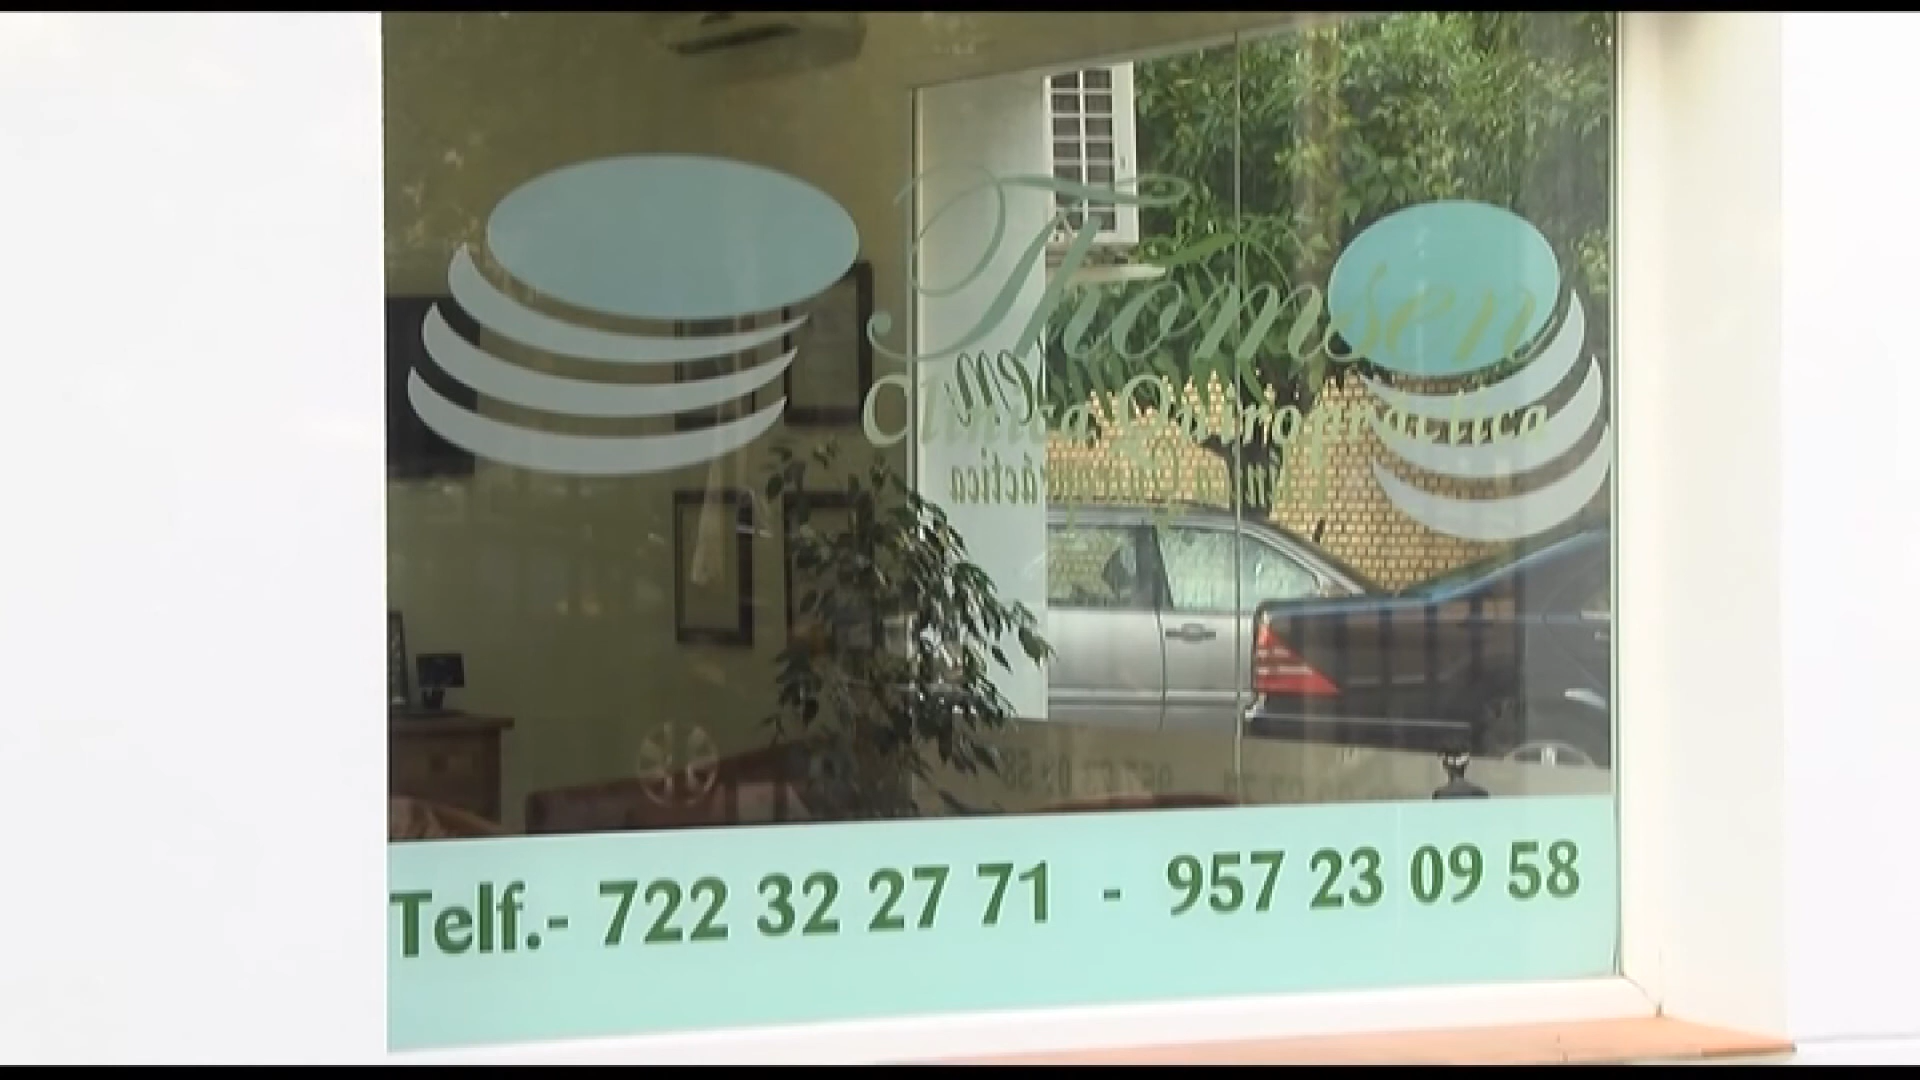 Thomsen
Clínica Quiropráctica
Telf.- 722 32 27 71 - 957 23 09 58